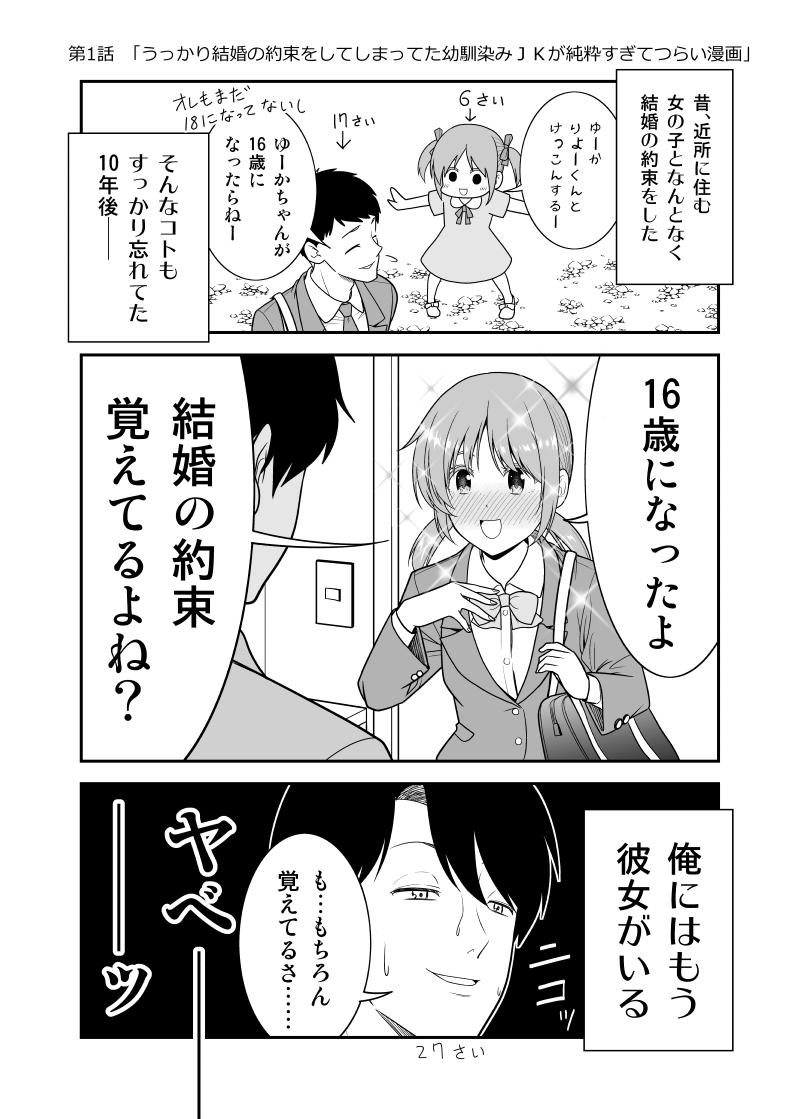 第1話 「うっかり結婚の約束をしてしまってた幼馴染みJKが純粋すぎてつらい漫画」
昔、近所に住む
女の子となんとなく
結婚の約束をした
ゆーか
りょーくんと
けっこんするー
6さい
17さい
オレもまだ
18になってないし
ゆーかちゃんが
16歳に
なったらねー
そんなコトも
すっかり忘れてた
10年後――
16歳になったよ
結婚の約束
覚えてるよね?
俺にはもう
彼女がいる
ニコッ
も…もちろん
覚えてるさ……
ヤベ――ッ
27さい